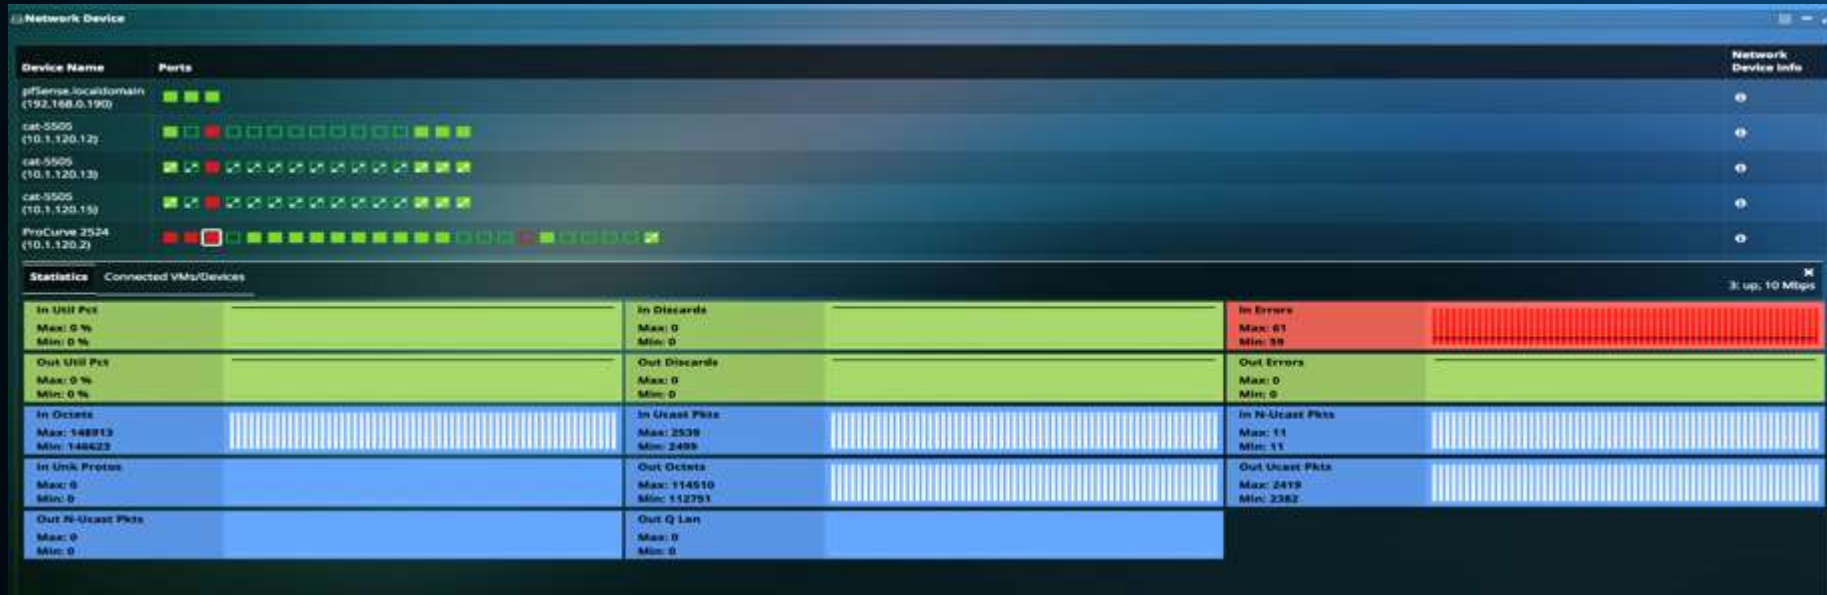 Network Device
Device Name Ports Network Device Info
pfSense.localdomain
(192.168.0.190)
cat-5505
(10.1.120.12)
cat-5505
(10.1.120.13)
cat-5505
(10.1.120.15)
ProCurve 2524
(10.1.120.2)
Statistics Connected VMs/Devices
3: up, 10 Mbps
In Util Pct
Max: 0 %
Min: 0 %
In Discards
Max: 0
Min: 0
In Errors
Max: 61
Min: 59
Out Util Pct
Max: 0 %
Min: 0 %
Out Discards
Max: 0
Min: 0
Out Errors
Max: 0
Min: 0
In Octets
Max: 148913
Min: 146623
In Ucast Pkts
Max: 2539
Min: 2499
In N-Ucast Pkts
Max: 11
Min: 11
In Unk Protos
Max: 0
Min: 0
Out Octets
Max: 114510
Min: 112791
Out Ucast Pkts
Max: 2419
Min: 2382
Out N-Ucast Pkts
Max: 0
Min: 0
Out Q Len
Max: 0
Min: 0